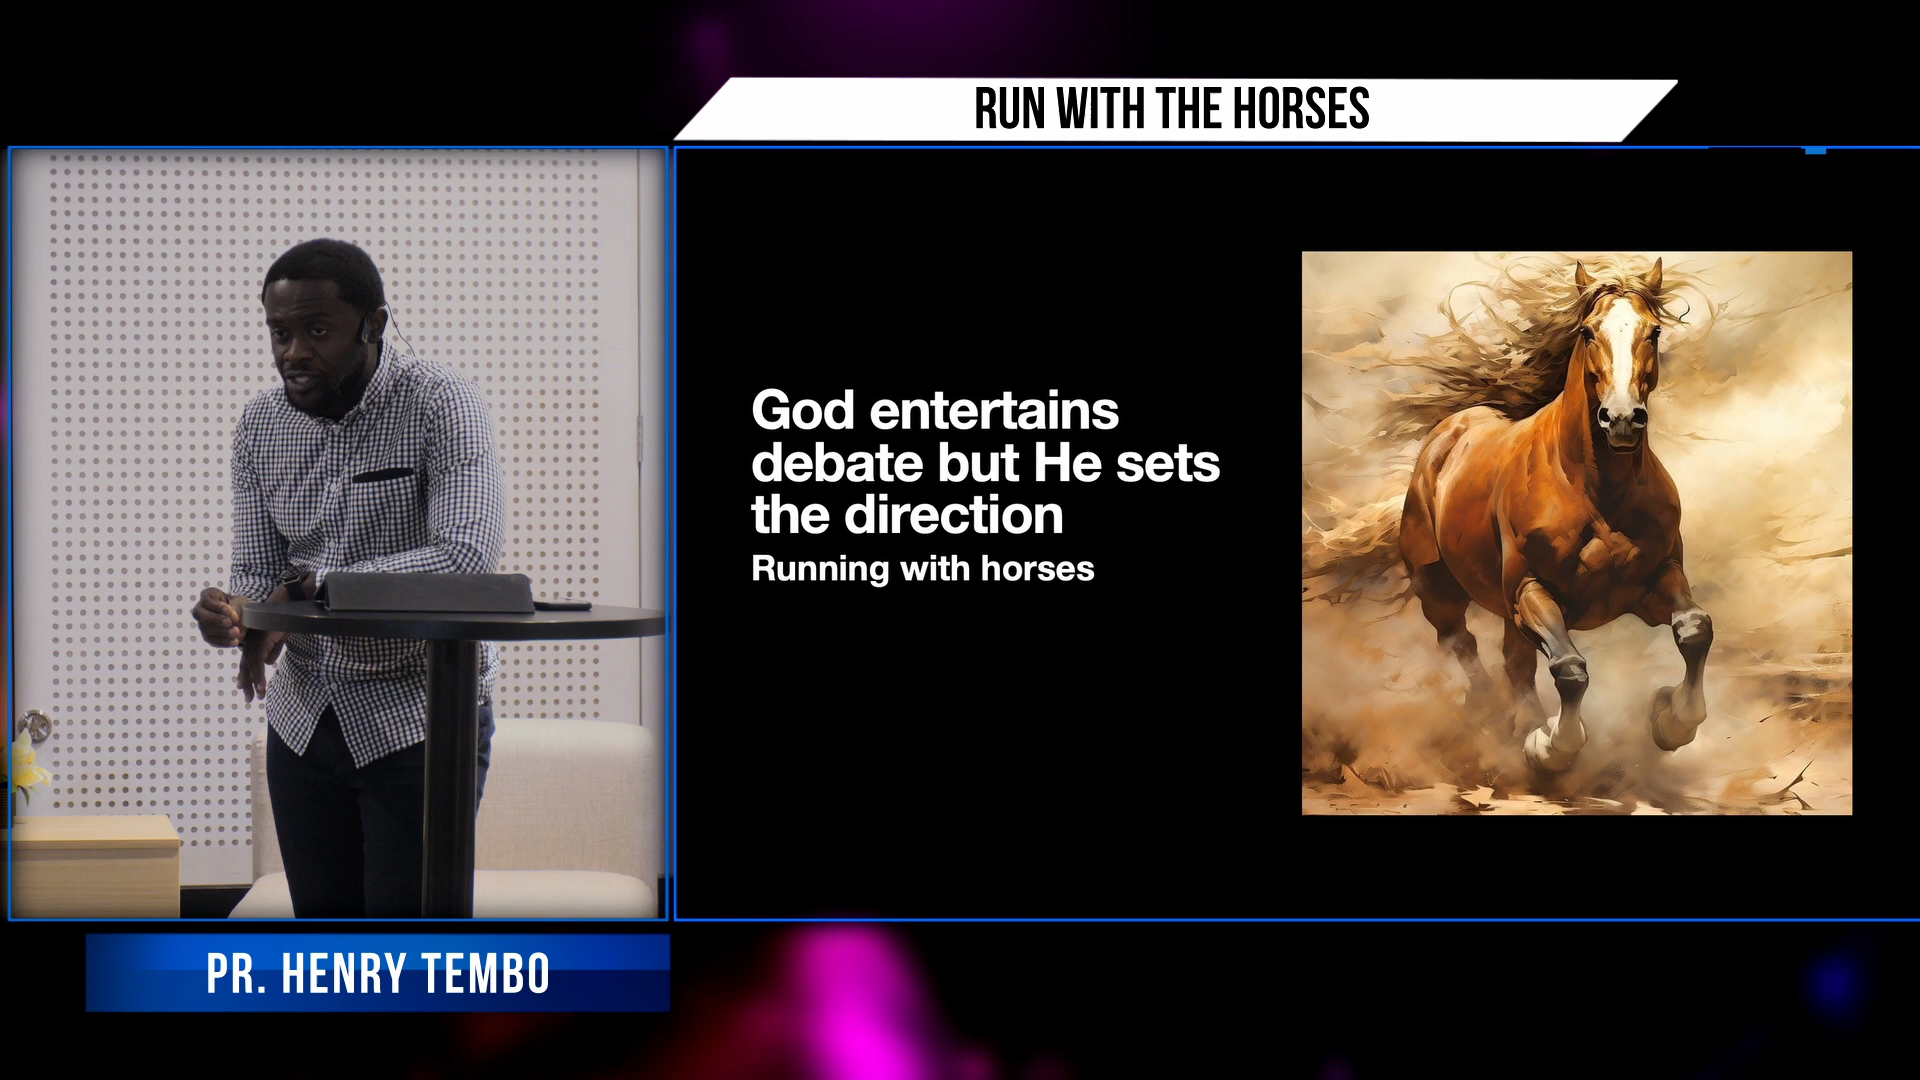 RUN WITH THE HORSES
God entertains
debate but He sets
the direction
Running with horses
PR. HENRY TEMBO